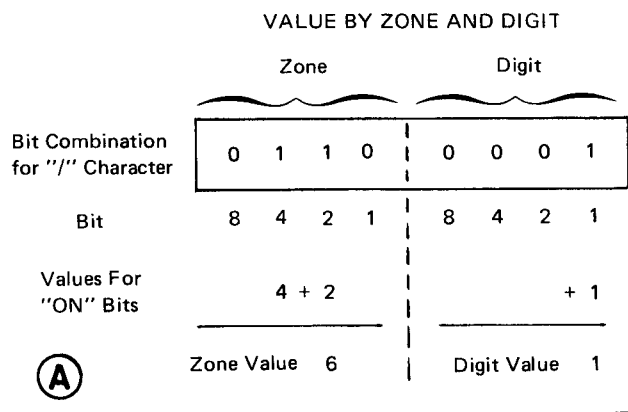 VALUE BY ZONE AND DIGIT
Zone Digit
Bit Combination
for "/" Character
0 1 1 0 0 0 0 1
Bit 8 4 2 1 8 4 2 1
Values For
"ON" Bits
4 + 2 + 1
Zone Value 6 Digit Value 1
A